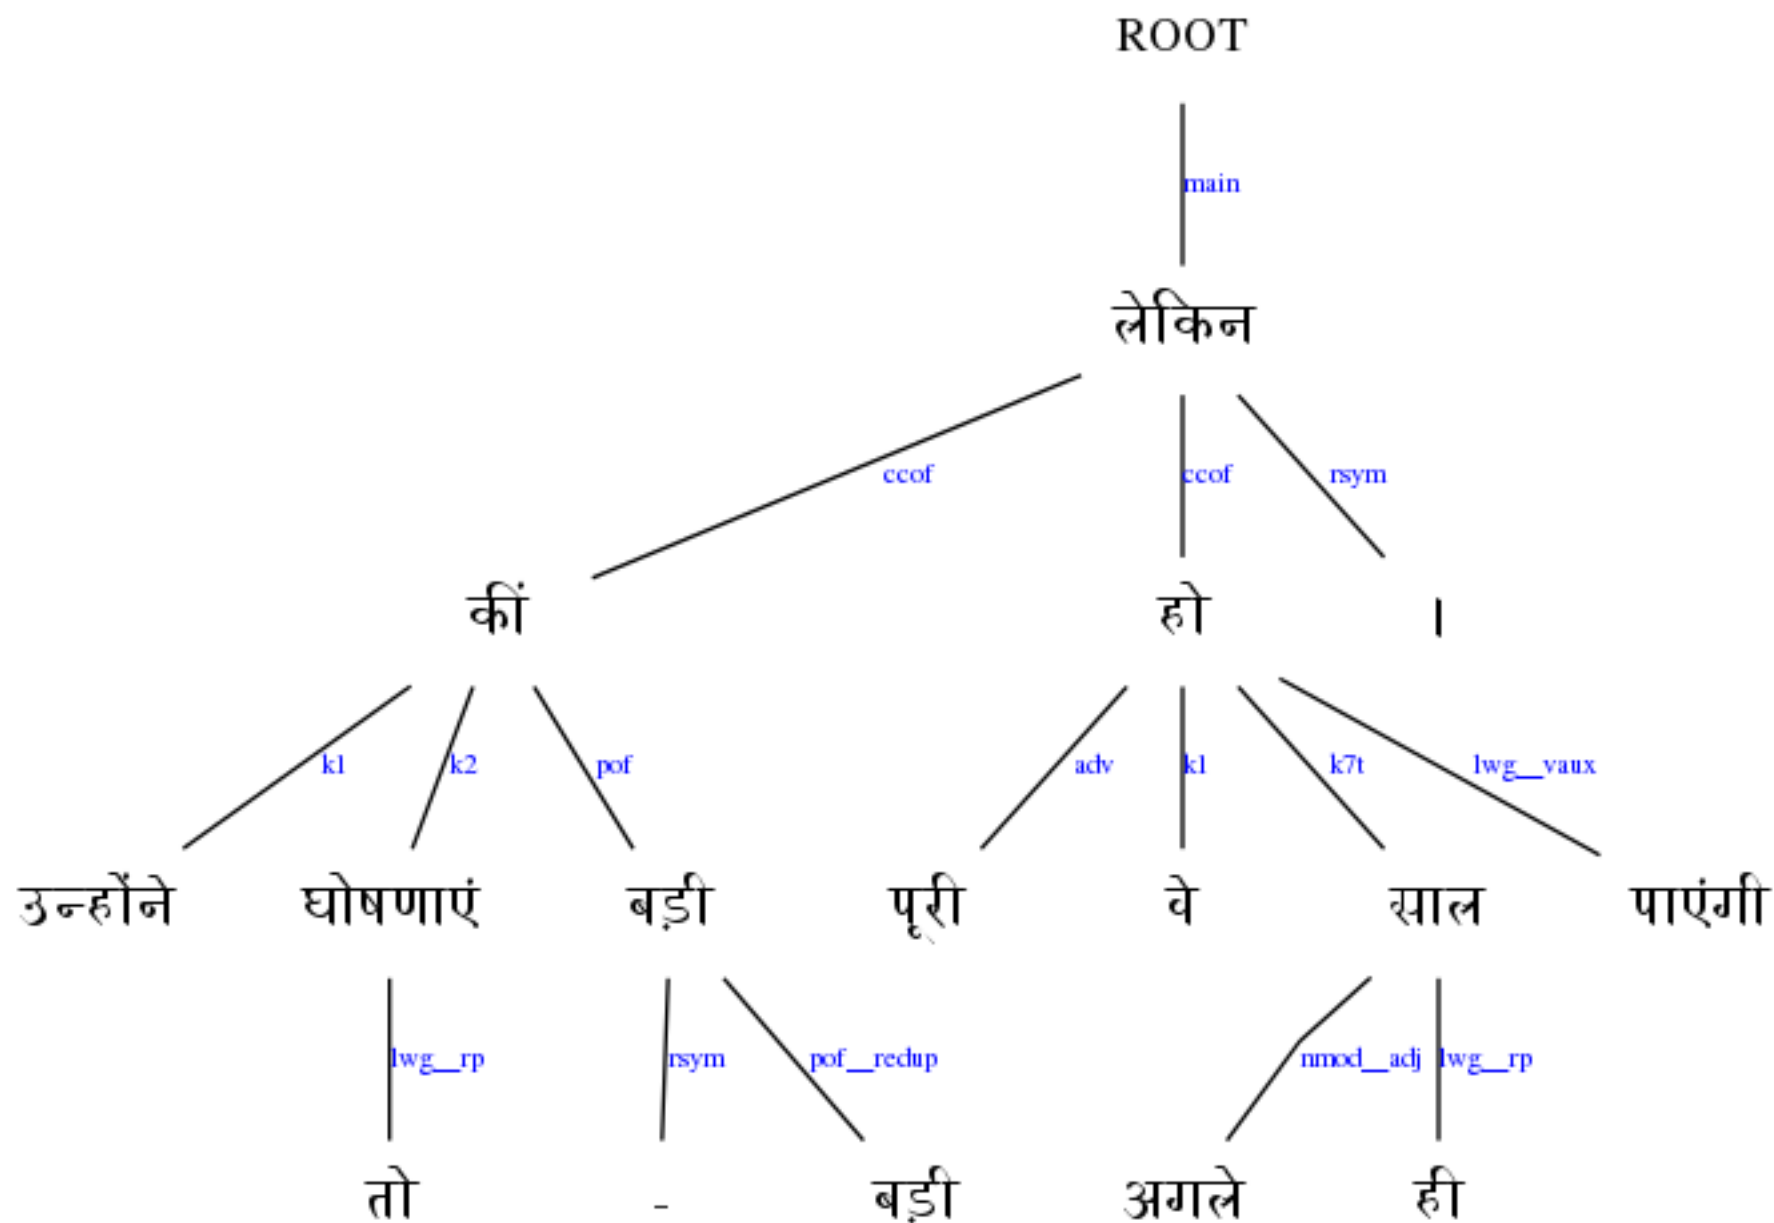 ROOT
main
लेकिन
ccof ccof rsym
कीं हो ।
k1 k2 pof adv k1 k7t lwg__vaux
उन्होंने घोषणाएं बड़ी पूरी वे साल पाएंगी
lwg__rp rsym pof__redup nmod__adj lwg__rp
तो - बड़ी अगले ही